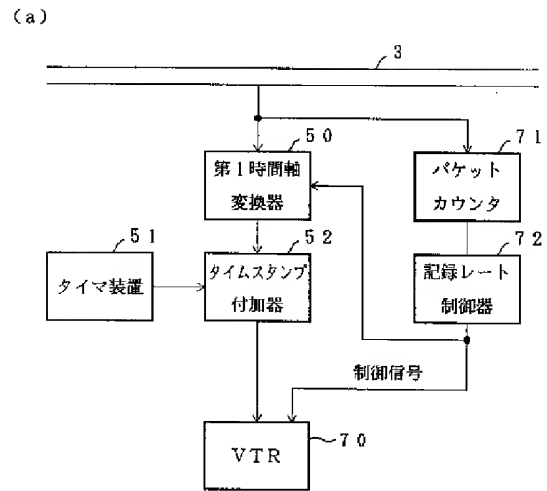 (a)
3
50
71
第1時間軸
変換器
パケット
カウンタ
51
52
72
タイマ装置
タイムスタンプ
付加器
記録レート
制御器
制御信号
70
VTR